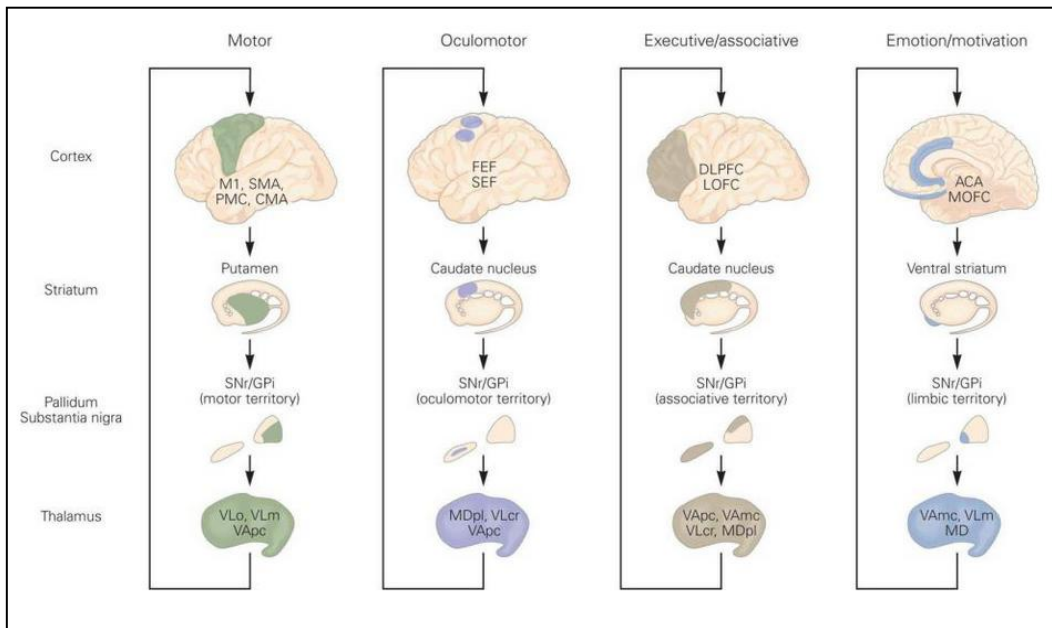 Motor
Oculomotor
Executive/associative
Emotion/motivation
Cortex
M1, SMA,
PMC, CMA
FEF
SEF
DLPFC
LOFC
ACA
MOFC
Striatum
Putamen
Caudate nucleus
Caudate nucleus
Ventral striatum
Pallidum
Substantia nigra
SNr/GPi
(motor territory)
SNr/GPi
(oculomotor territory)
SNr/GPi
(associative territory)
SNr/GPi
(limbic territory)
Thalamus
VLo, VLm
VApc
MDpl, VLcr
VApc
VApc, VAmc
VLcr, MDpl
VAmc, VLm
MD